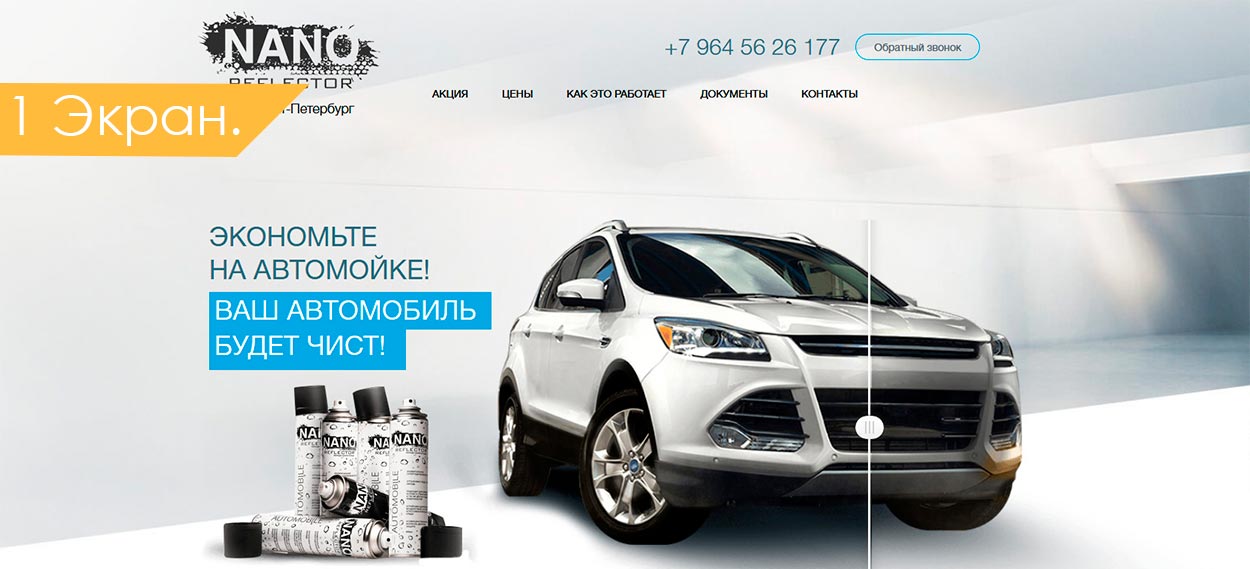 NANO
REFLECTOR
-Петербург
+7 964 56 26 177
Обратный звонок
1 Экран.
АКЦИЯ ЦЕНЫ КАК ЭТО РАБОТАЕТ ДОКУМЕНТЫ КОНТАКТЫ
ЭКОНОМЬТЕ
НА АВТОМОЙКЕ!
ВАШ АВТОМОБИЛЬ
БУДЕТ ЧИСТ!
NANO
REFLECTOR
AUTOMOBILE
NANO
REFLECTOR
AUTOMOBILE
NANO
AUTOMOBILE
NANO